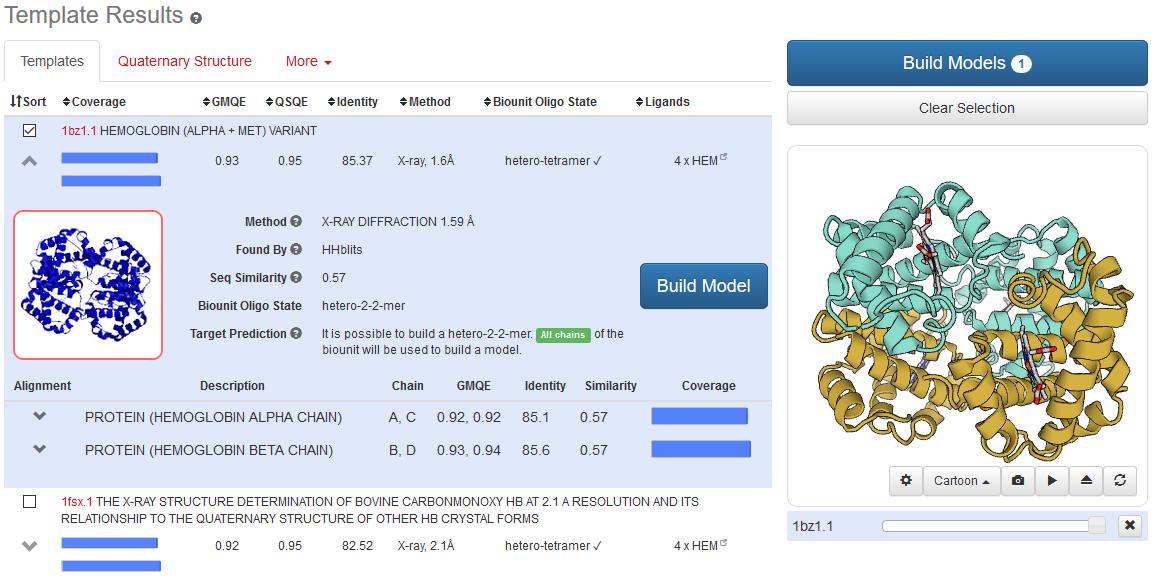 Template Results
Templates
Quaternary Structure
More
Sort
Coverage
GMQE
QSQE
Identity
Method
Biounit Oligo State
Ligands
1bz1.1 HEMOGLOBIN (ALPHA + MET) VARIANT
0.93
0.95
85.37
X-ray, 1.6Å
hetero-tetramer ✓
4 x HEM
Method
X-RAY DIFFRACTION 1.59 Å
Found By
HHblits
Seq Similarity
0.57
Biounit Oligo State
hetero-2-2-mer
Target Prediction
It is possible to build a hetero-2-2-mer. All chains of the
biounit will be used to build a model.
Build Model
Alignment
Description
Chain
GMQE
Identity
Similarity
Coverage
PROTEIN (HEMOGLOBIN ALPHA CHAIN)
A, C
0.92, 0.92
85.1
0.57
PROTEIN (HEMOGLOBIN BETA CHAIN)
B, D
0.93, 0.94
85.6
0.57
1fsx.1 THE X-RAY STRUCTURE DETERMINATION OF BOVINE CARBONMONOXY HB AT 2.1 A RESOLUTION AND ITS
RELATIONSHIP TO THE QUATERNARY STRUCTURE OF OTHER HB CRYSTAL FORMS
0.92
0.95
82.52
X-ray, 2.1Å
hetero-tetramer ✓
4 x HEM
Build Models 1
Clear Selection
Cartoon
1bz1.1